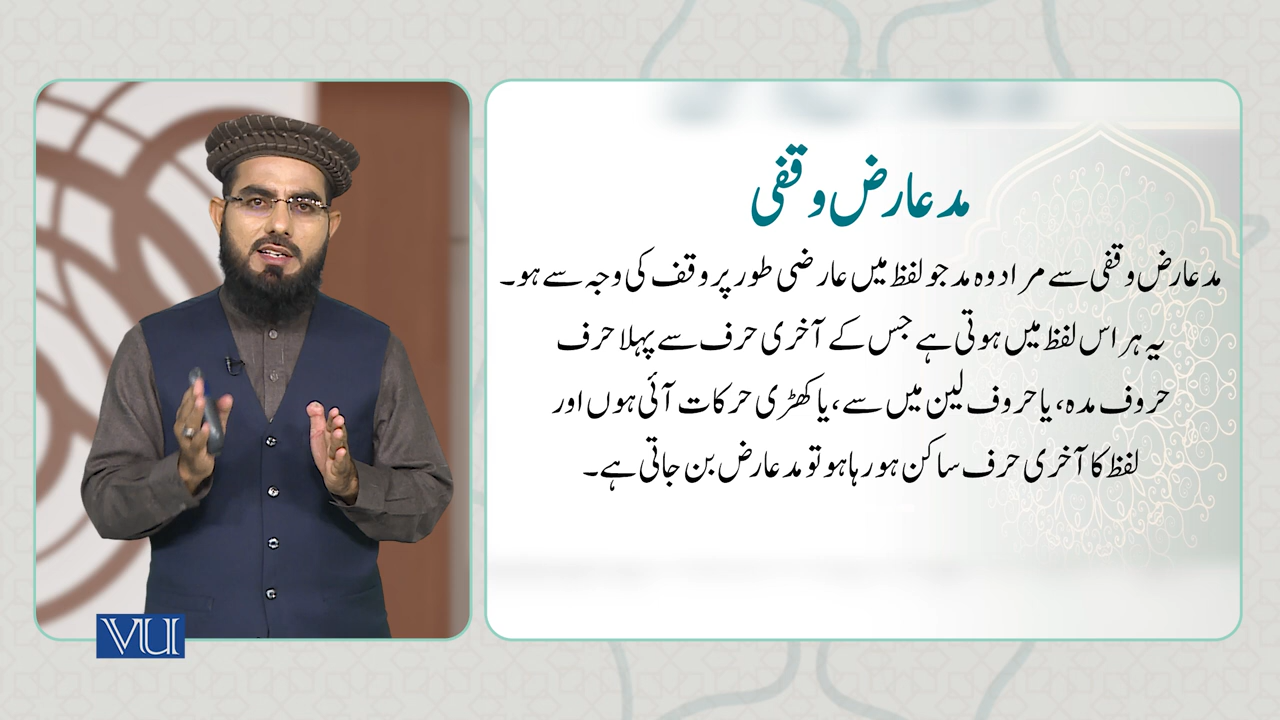 مد عارض وقفی
مد عارض وقفی سے مراد وہ مد جو لفظ میں عارضی طور پر وقف کی وجہ سے ہو۔
یہ ہر اس لفظ میں ہوتی ہے جس کے آخری حرف سے پہلا حرف
حروف مدہ، یا حروف لین میں سے، یا کھڑی حرکات آئی ہوں اور
لفظ کا آخری حرف ساکن ہو رہا ہو تو مد عارض بن جاتی ہے۔
VU